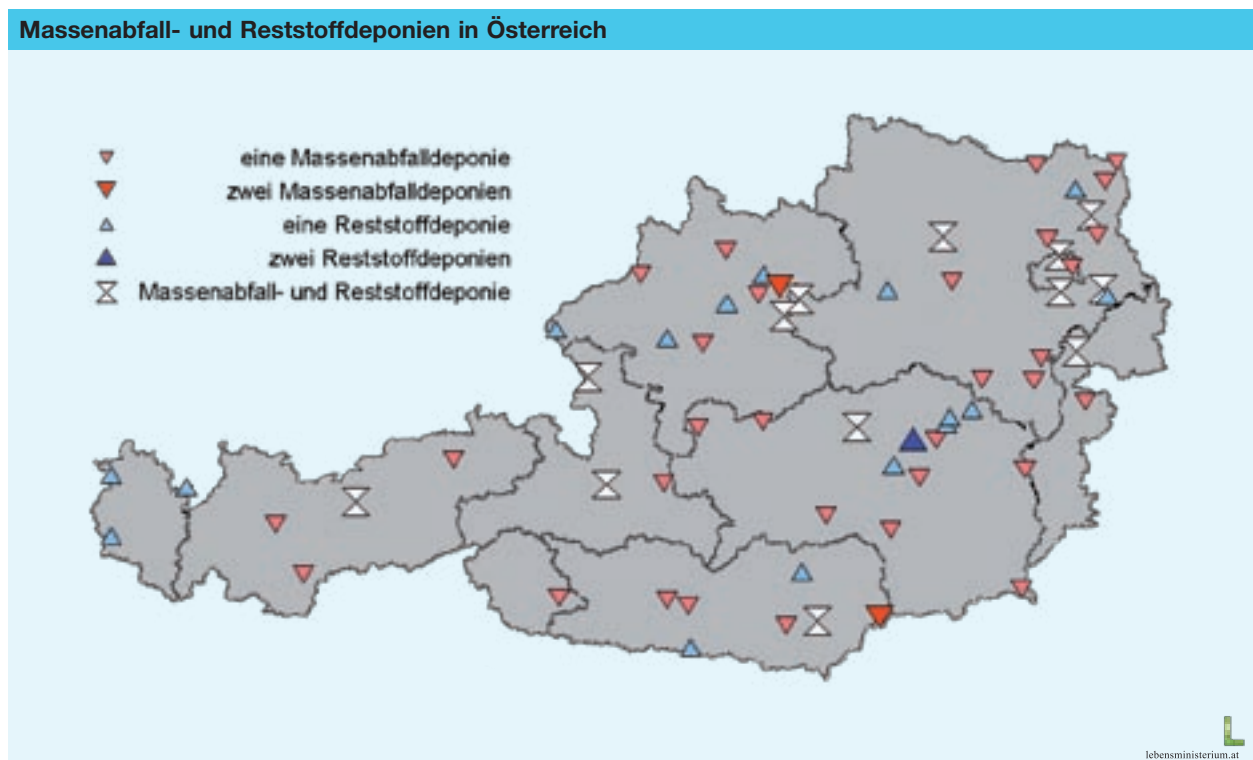 Massenabfall- und Reststoffdeponien in Österreich
eine Massenabfalldeponie
zwei Massenabfalldeponien
eine Reststoffdeponie
zwei Reststoffdeponien
Massenabfall- und Reststoffdeponie
lebensministerium.at